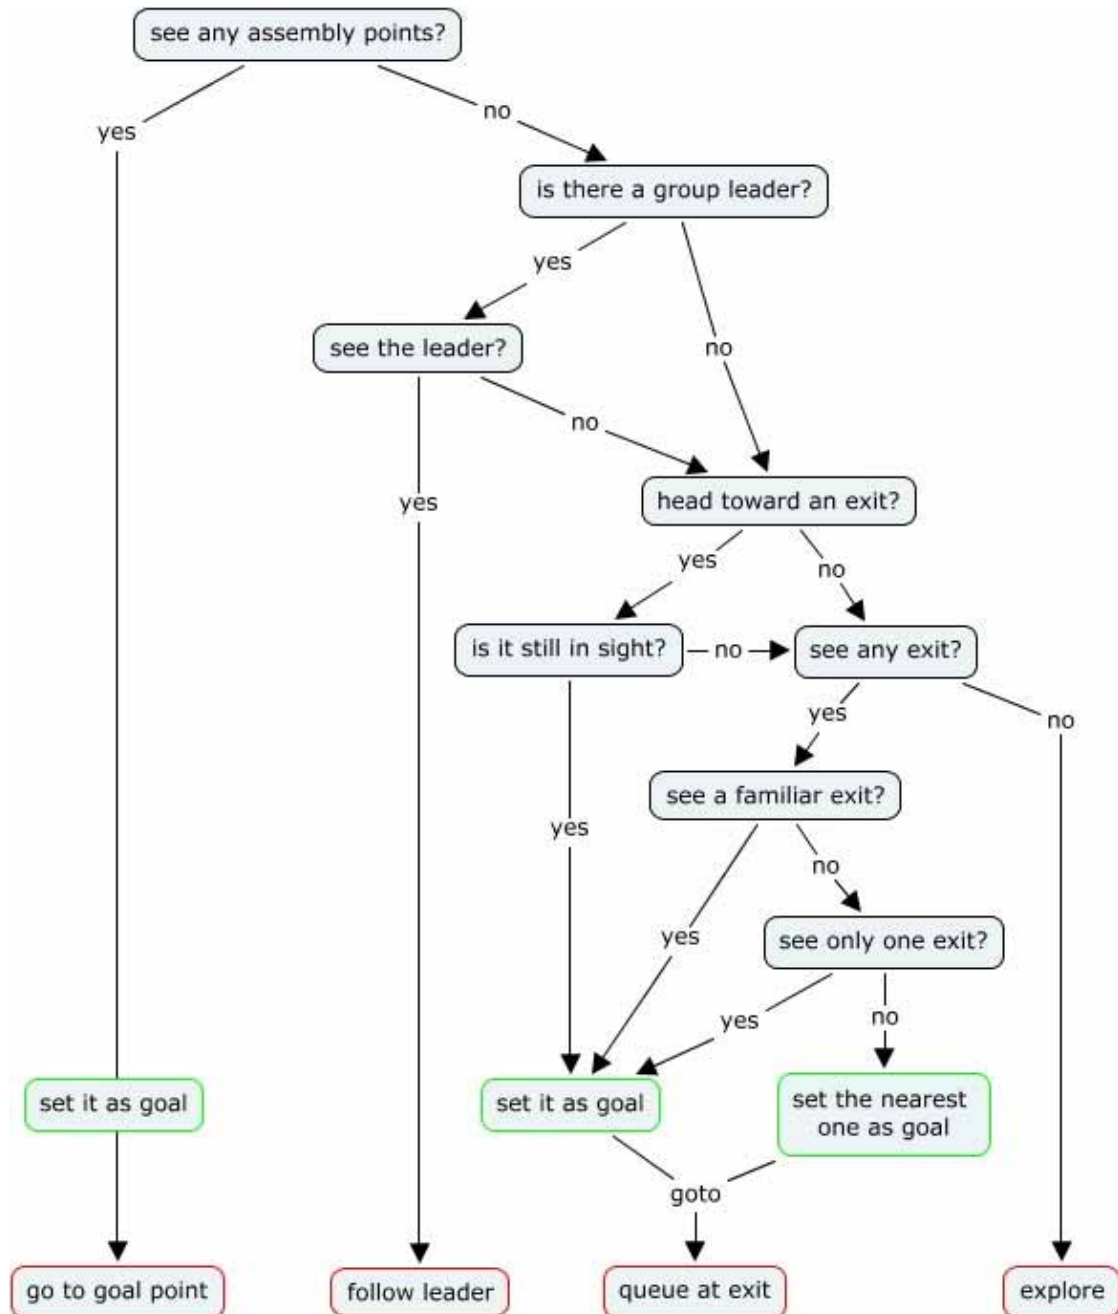 see any assembly points?
yes
no
is there a group leader?
yes
no
see the leader?
no
yes
head toward an exit?
yes
no
is it still in sight?
no
see any exit?
yes
no
see a familiar exit?
yes
no
yes
see only one exit?
yes
no
set it as goal
set it as goal
set the nearest
one as goal
goto
go to goal point
follow leader
queue at exit
explore